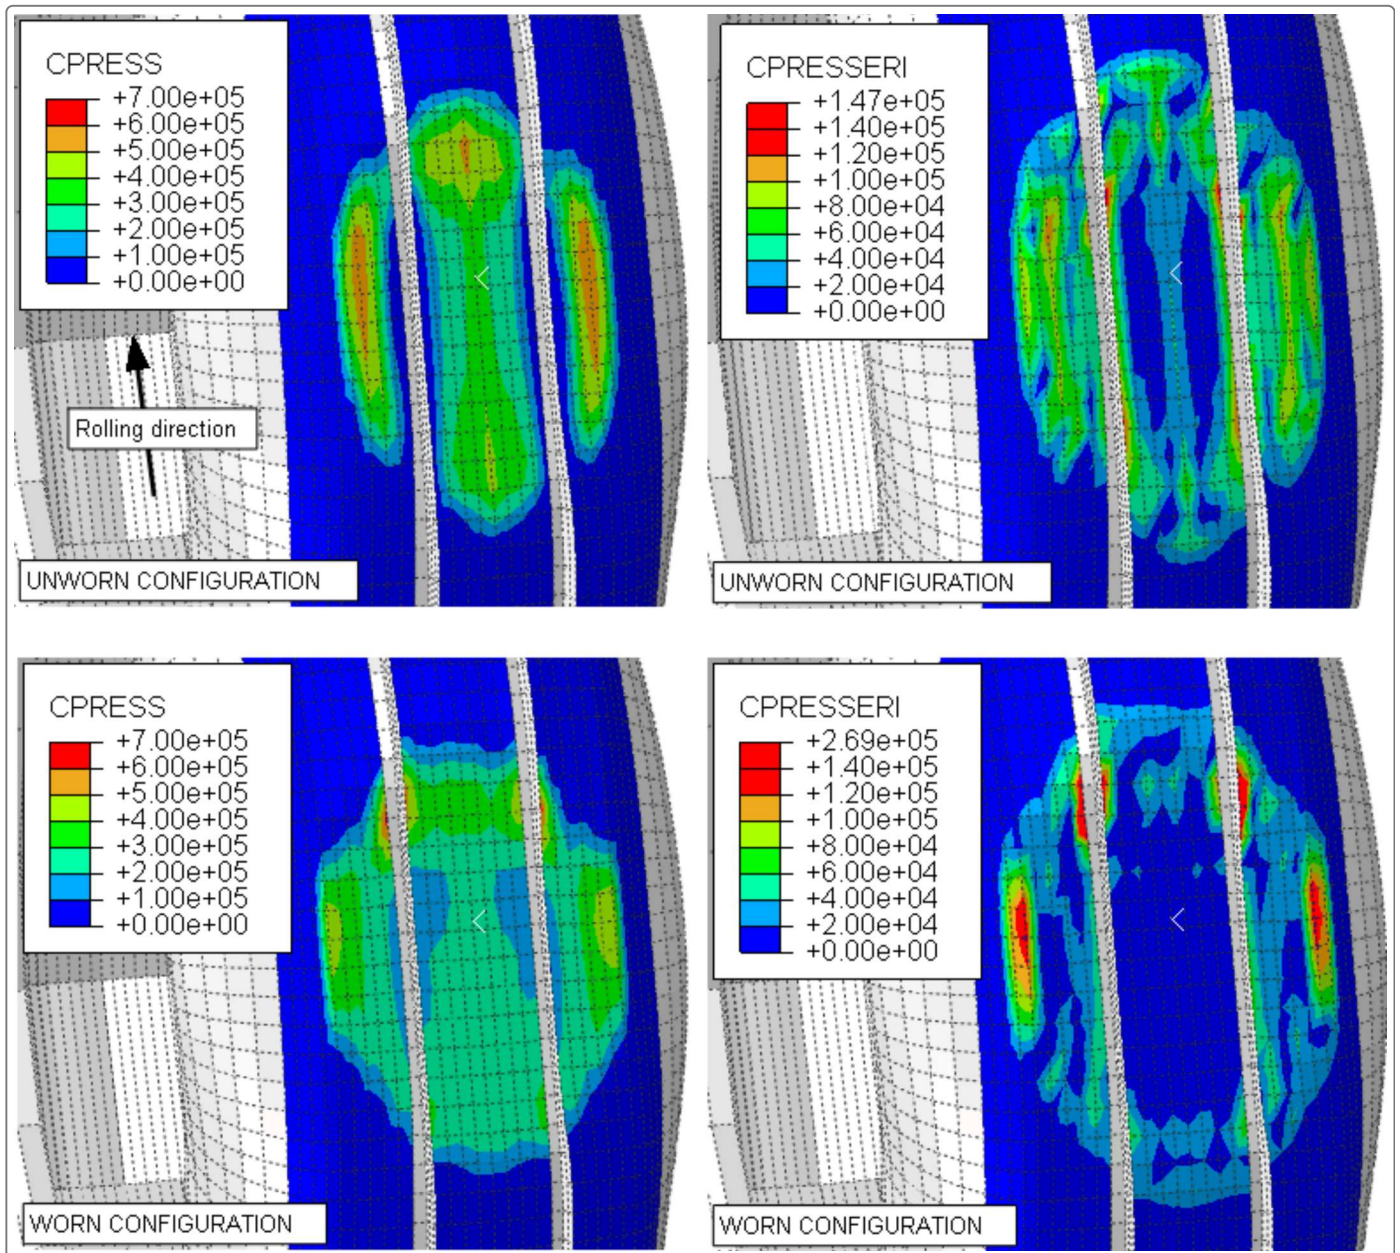 CPRESS
+7.00e+05
+6.00e+05
+5.00e+05
+4.00e+05
+3.00e+05
+2.00e+05
+1.00e+05
+0.00e+00
Rolling direction
UNWORN CONFIGURATION
CPRESSERI
+1.47e+05
+1.40e+05
+1.20e+05
+1.00e+05
+8.00e+04
+6.00e+04
+4.00e+04
+2.00e+04
+0.00e+00
UNWORN CONFIGURATION
CPRESS
+7.00e+05
+6.00e+05
+5.00e+05
+4.00e+05
+3.00e+05
+2.00e+05
+1.00e+05
+0.00e+00
WORN CONFIGURATION
CPRESSERI
+2.69e+05
+1.40e+05
+1.20e+05
+1.00e+05
+8.00e+04
+6.00e+04
+4.00e+04
+2.00e+04
+0.00e+00
WORN CONFIGURATION